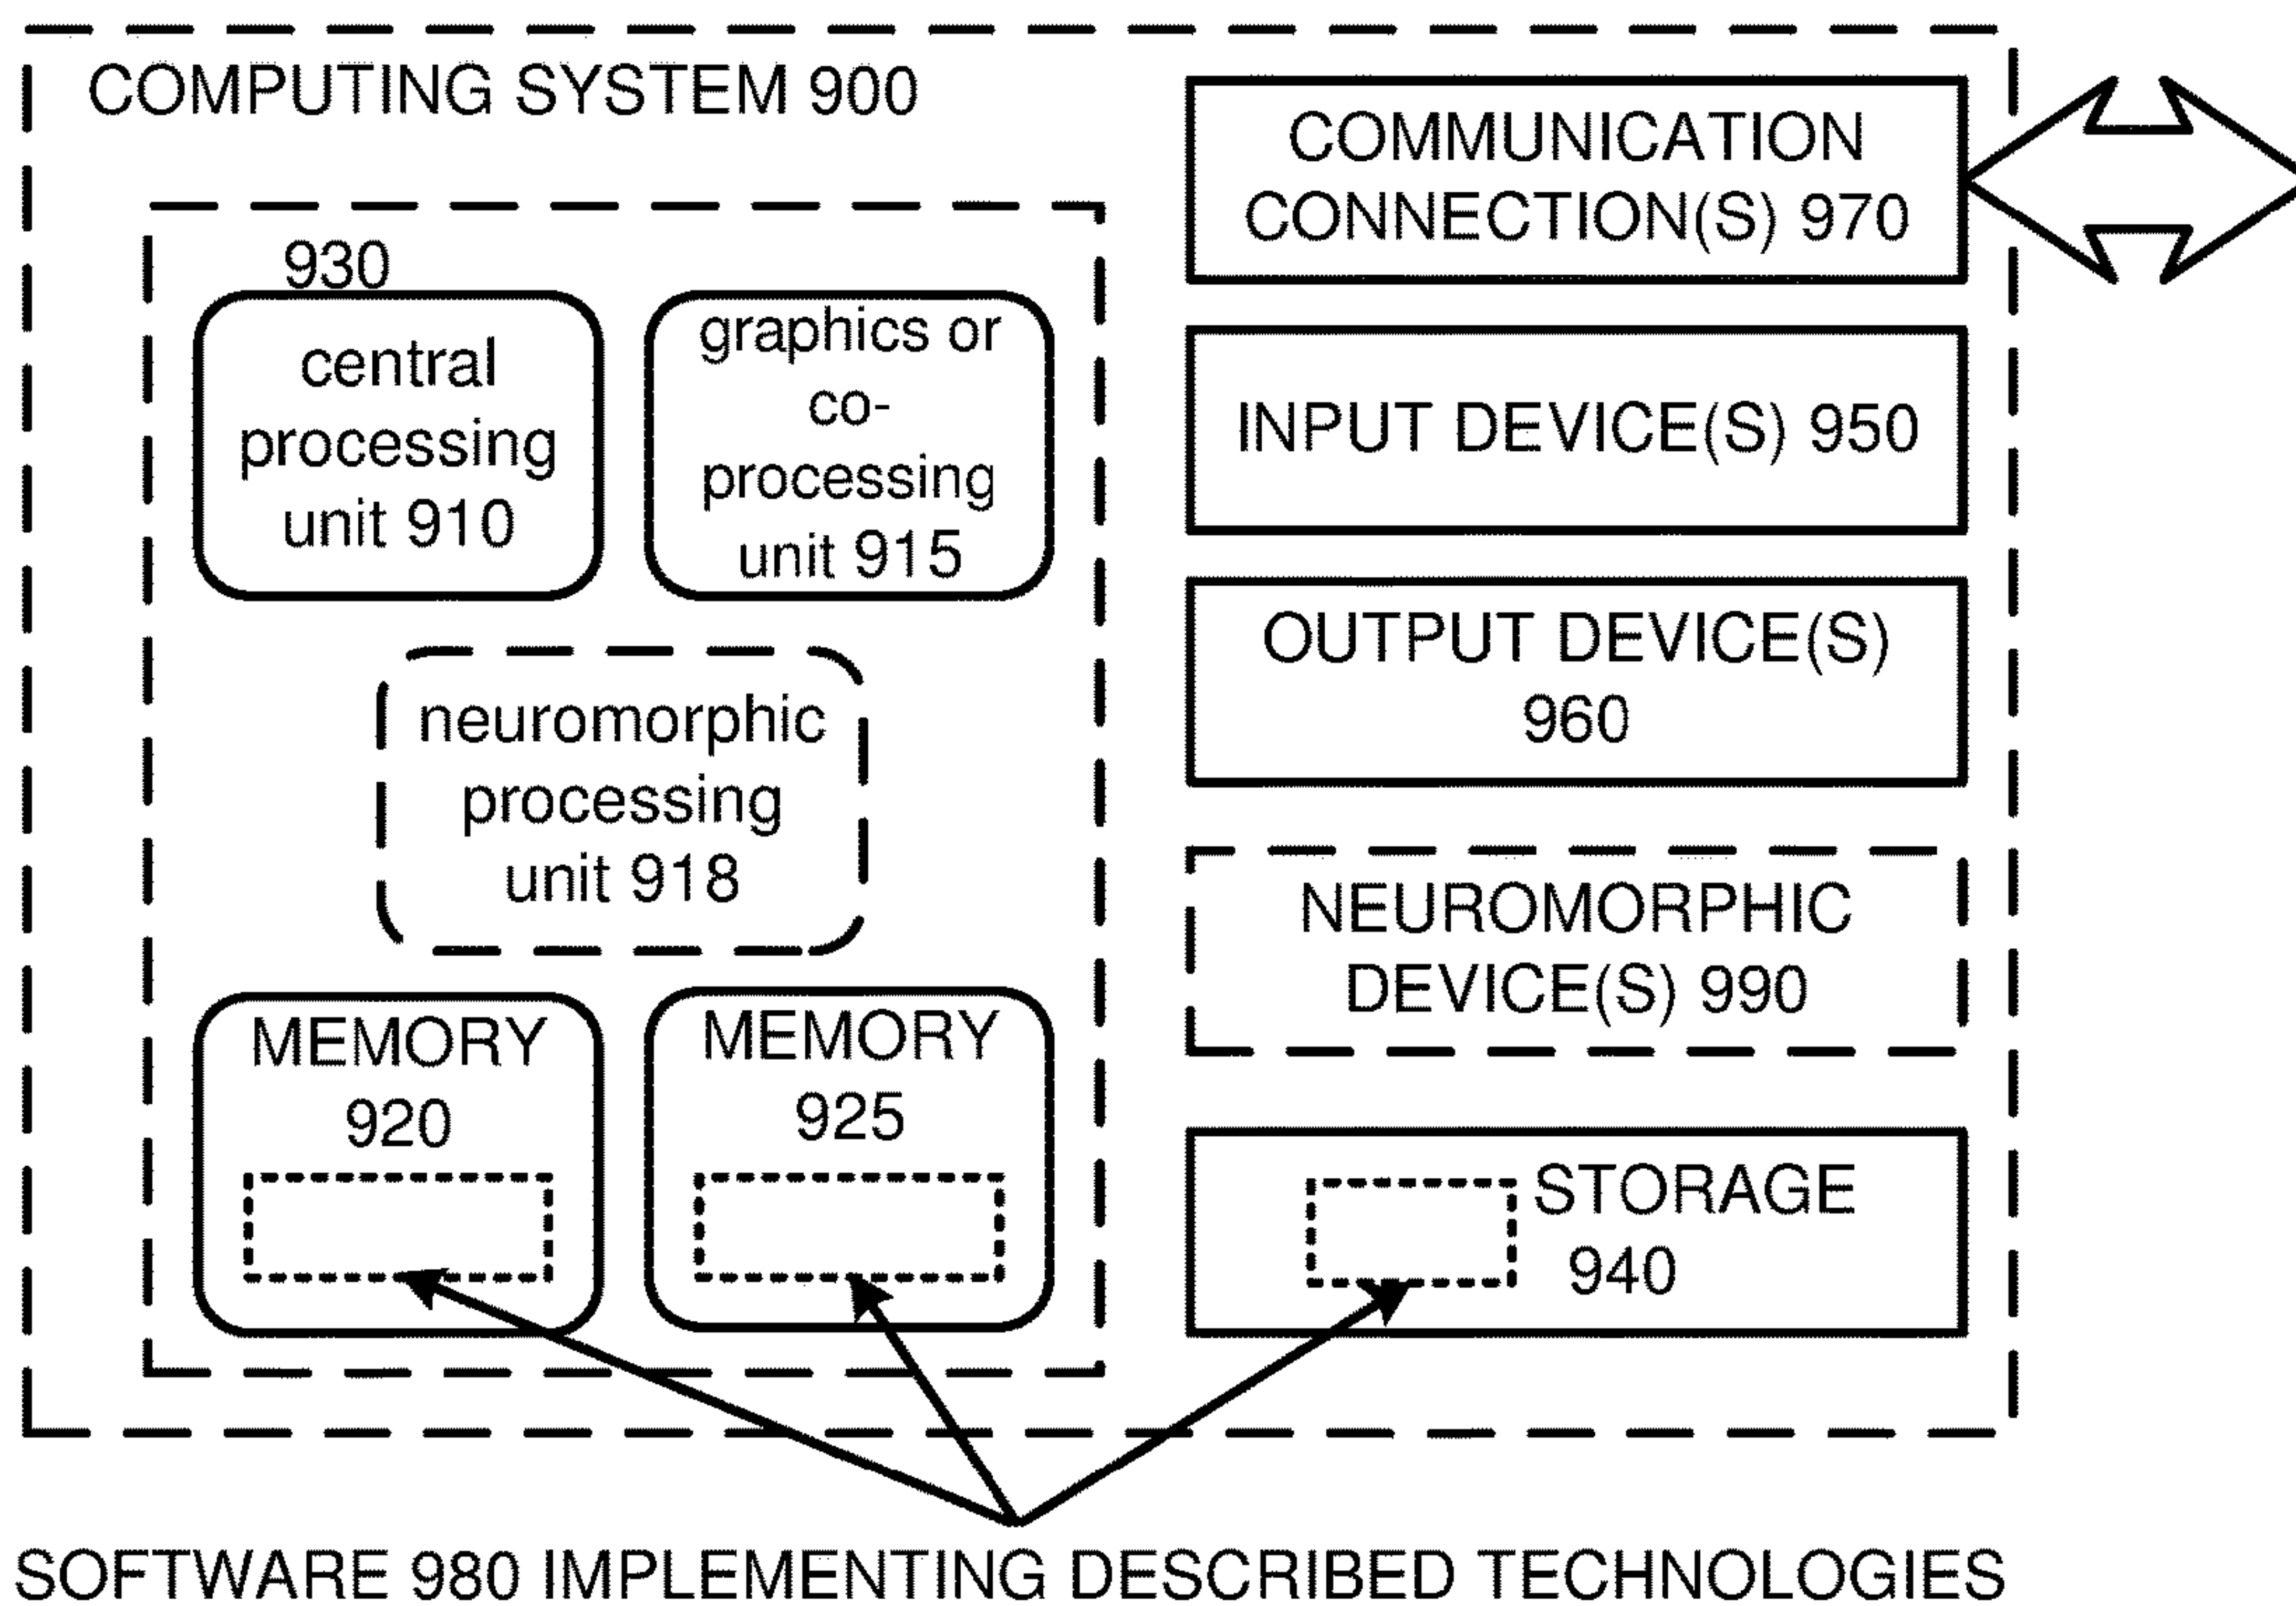 COMPUTING SYSTEM 900
930
central
processing
unit 910
graphics or
co-
processing
unit 915
neuromorphic
processing
unit 918
MEMORY
920
MEMORY
925
COMMUNICATION
CONNECTION(S) 970
INPUT DEVICE(S) 950
OUTPUT DEVICE(S)
960
NEUROMORPHIC
DEVICE(S) 990
STORAGE
940
SOFTWARE 980 IMPLEMENTING DESCRIBED TECHNOLOGIES